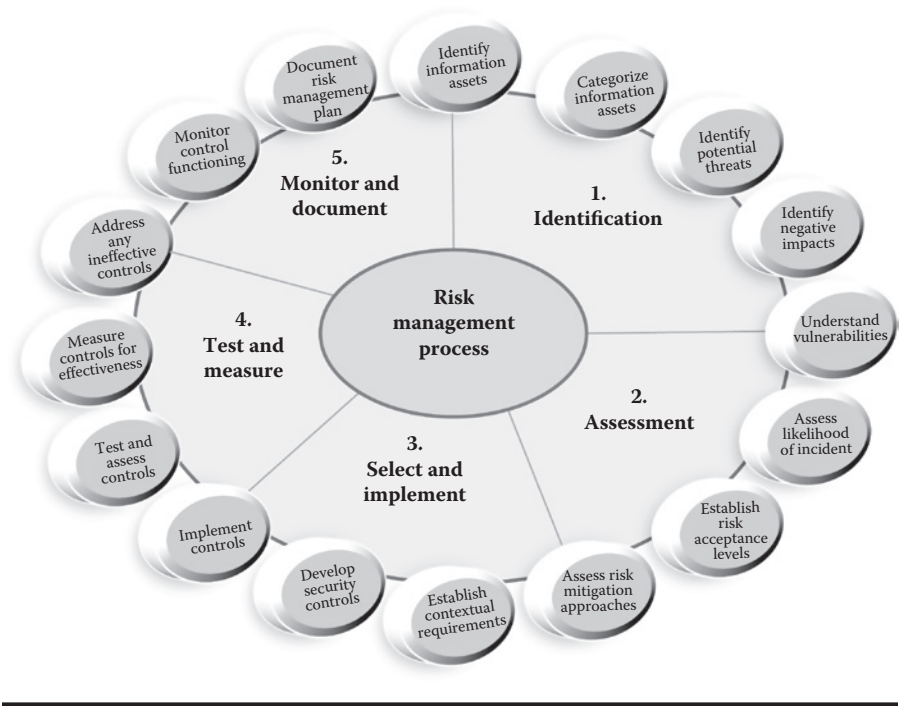 Risk
management
process
1.
Identification
2.
Assessment
3.
Select and
implement
4.
Test and
measure
5.
Monitor and
document
Identify
information
assets
Categorize
information
assets
Identify
potential
threats
Identify
negative
impacts
Understand
vulnerabilities
Assess
likelihood
of incident
Establish
risk
acceptance
levels
Assess risk
mitigation
approaches
Establish
contextual
requirements
Develop
security
controls
Implement
controls
Test and
assess
controls
Measure
controls for
effectiveness
Address
any
ineffective
controls
Monitor
control
functioning
Document
risk
management
plan